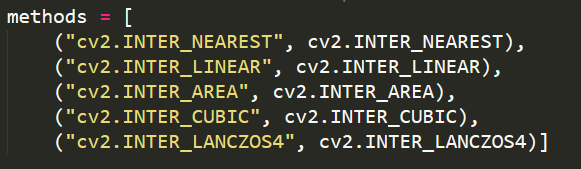 methods = [
    ("cv2.INTER_NEAREST", cv2.INTER_NEAREST),
    ("cv2.INTER_LINEAR", cv2.INTER_LINEAR),
    ("cv2.INTER_AREA", cv2.INTER_AREA),
    ("cv2.INTER_CUBIC", cv2.INTER_CUBIC),
    ("cv2.INTER_LANCZOS4", cv2.INTER_LANCZOS4)]